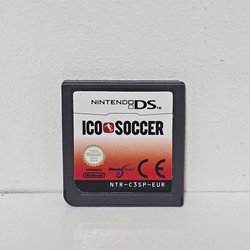 NINTENDO DS
ICO SOCCER
CE
NTR-C3SP-EUR